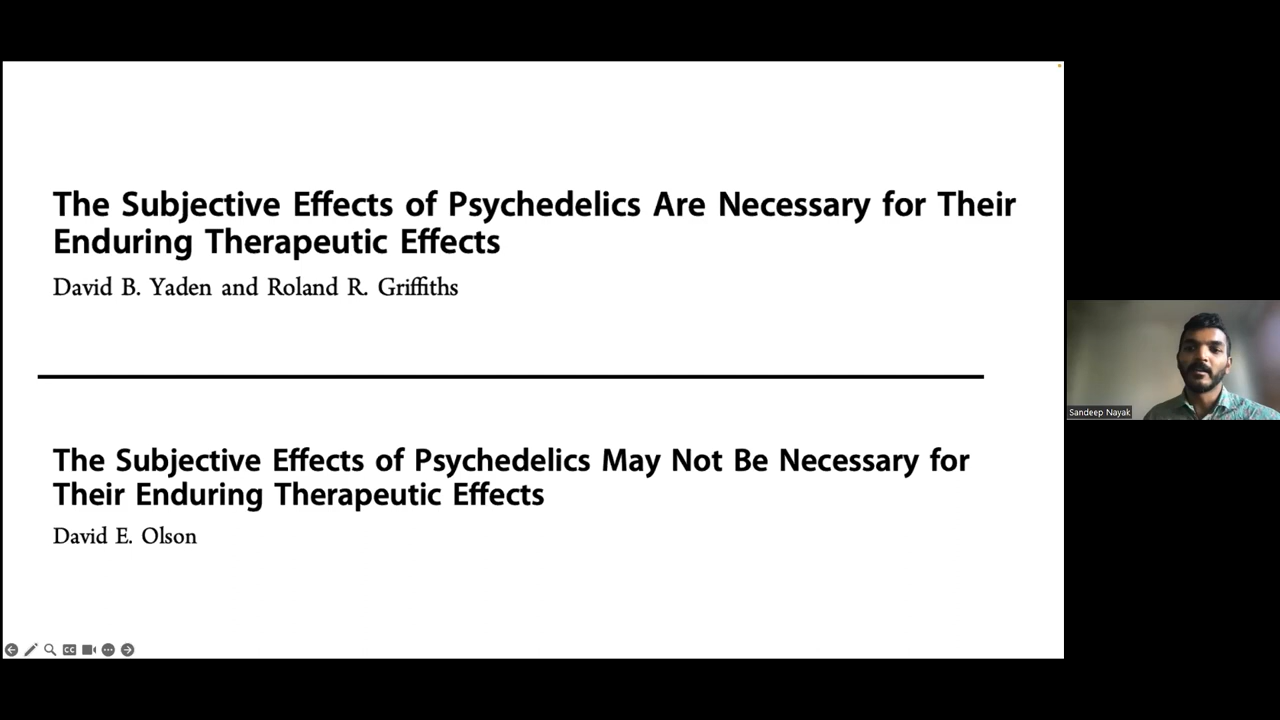 The Subjective Effects of Psychedelics Are Necessary for Their
Enduring Therapeutic Effects
David B. Yaden and Roland R. Griffiths
The Subjective Effects of Psychedelics May Not Be Necessary for
Their Enduring Therapeutic Effects
David E. Olson
Sandeep Nayak
CC